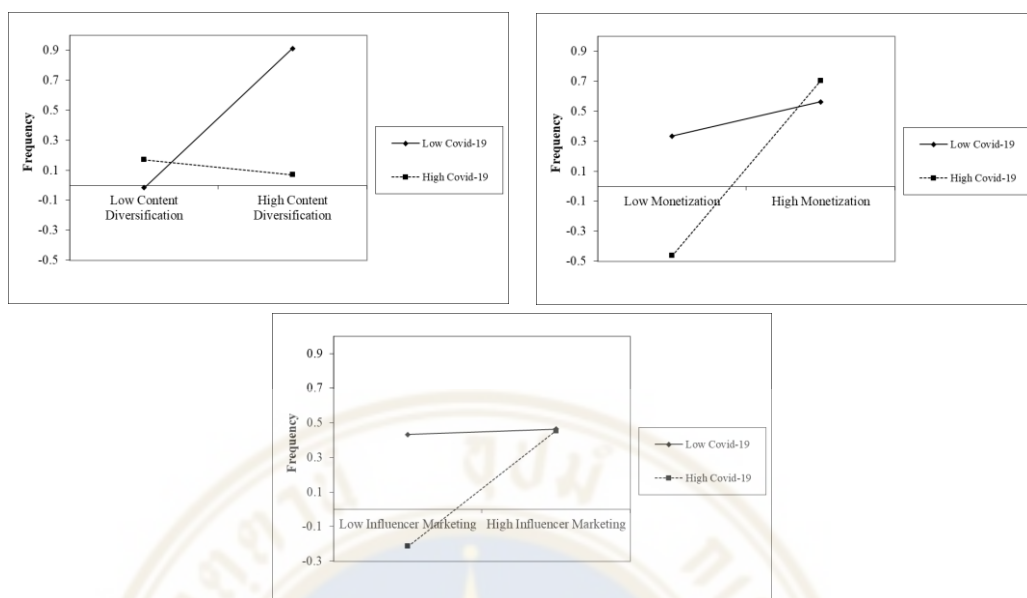 0.9
0.7
0.5
0.3
0.1
-0.1
-0.3
-0.5
Frequency
Low Content
Diversification
High Content
Diversification
Low Covid-19
High Covid-19
0.9
0.7
0.5
0.3
0.1
-0.1
-0.3
-0.5
Frequency
Low Monetization
High Monetization
Low Covid-19
High Covid-19
0.9
0.7
0.5
0.3
0.1
-0.1
-0.3
Frequency
Low Influencer Marketing
High Influencer Marketing
Low Covid-19
High Covid-19